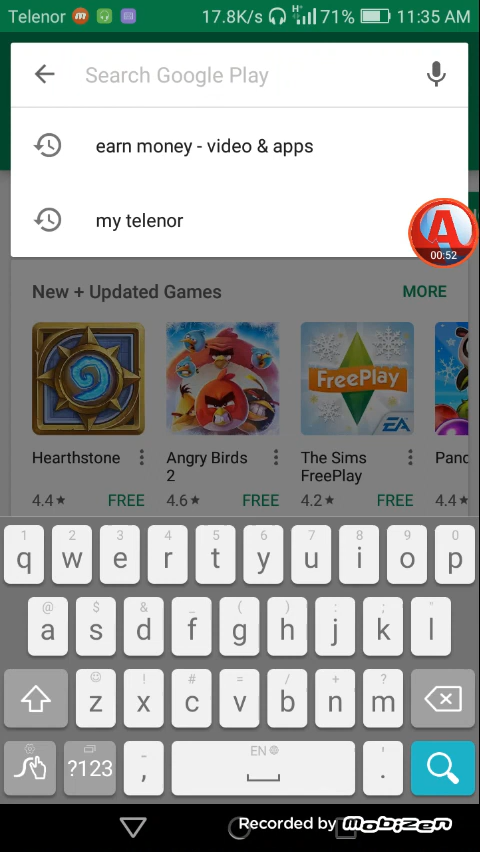 Telenor 17.8K/s H+ 71% 11:35 AM
Search Google Play
earn money - video & apps
my telenor
A
00:52
New + Updated Games
MORE
FreePlay
EA
Hearthstone
Angry Birds 2
The Sims FreePlay
Pand
4.4★ FREE
4.6★ FREE
4.2★ FREE
4.4★
1 2 3 4 5 6 7 8 9 0
q w e r t y u i o p
@ $ & _ ( ) : ; "
a s d f g h j k l
! # = / + ?
z x c v b n m
?123 , EN .
Recorded by MOBIZEN